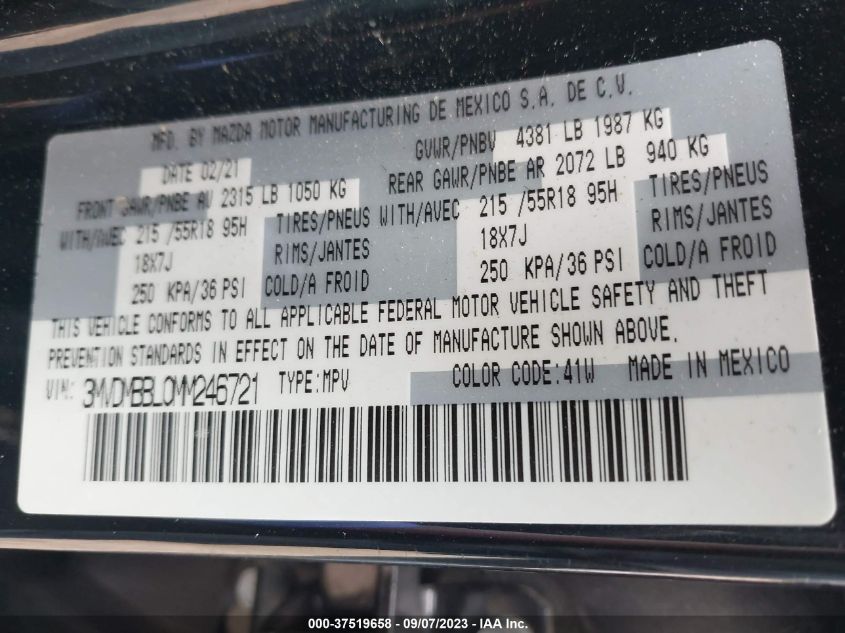 MFD. BY MAZDA MOTOR MANUFACTURING DE MEXICO S.A. DE C.V.
DATE 02/21 GVWR/PNBV 4381 LB 1987 KG
FRONT GAWR/PNBE AV 2315 LB 1050 KG REAR GAWR/PNBE AR 2072 LB 940 KG
WITH/AVEC 215 /55R18 95H TIRES/PNEUS WITH/AVEC 215 /55R18 95H TIRES/PNEUS
18X7J RIMS/JANTES 18X7J RIMS/JANTES
250 KPA/36 PSI COLD/A FROID 250 KPA/36 PSI COLD/A FROID
THIS VEHICLE CONFORMS TO ALL APPLICABLE FEDERAL MOTOR VEHICLE SAFETY AND THEFT
PREVENTION STANDARDS IN EFFECT ON THE DATE OF MANUFACTURE SHOWN ABOVE.
VIN: 3MVDMBBL0MM246721 TYPE:MPV COLOR CODE:41W MADE IN MEXICO
000-37519658 - 09/07/2023 - IAA Inc.